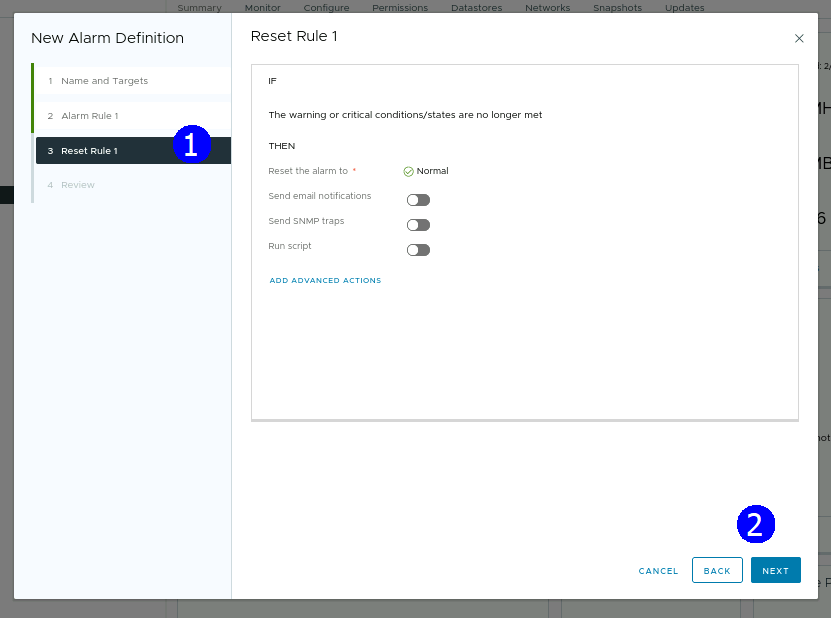 Summary Monitor Configure Permissions Datastores Networks Snapshots Updates
New Alarm Definition
1 Name and Targets
2 Alarm Rule 1
3 Reset Rule 1
4 Review
1
Reset Rule 1
IF
The warning or critical conditions/states are no longer met
THEN
Reset the alarm to * Normal
Send email notifications
Send SNMP traps
Run script
ADD ADVANCED ACTIONS
2
CANCEL BACK NEXT